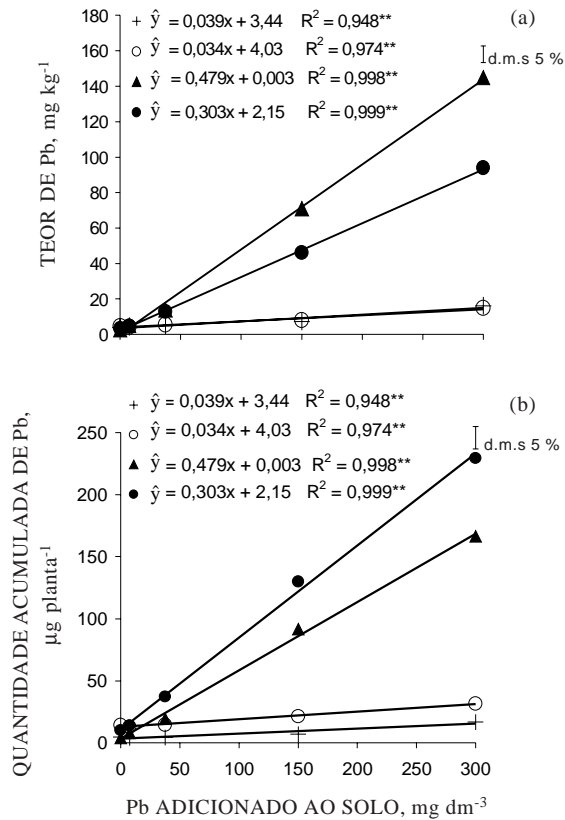 (a)
+ ŷ = 0,039x + 3,44 R² = 0,948**
○ ŷ = 0,034x + 4,03 R² = 0,974**
▲ ŷ = 0,479x + 0,003 R² = 0,998**
● ŷ = 0,303x + 2,15 R² = 0,999**
d.m.s 5 %
TEOR DE Pb, mg kg⁻¹
180
160
140
120
100
80
60
40
20
0
(b)
+ ŷ = 0,039x + 3,44 R² = 0,948**
○ ŷ = 0,034x + 4,03 R² = 0,974**
▲ ŷ = 0,479x + 0,003 R² = 0,998**
● ŷ = 0,303x + 2,15 R² = 0,999**
d.m.s 5 %
QUANTIDADE ACUMULADA DE Pb,
µg planta⁻¹
250
200
150
100
50
0
0 50 100 150 200 250 300
Pb ADICIONADO AO SOLO, mg dm⁻³